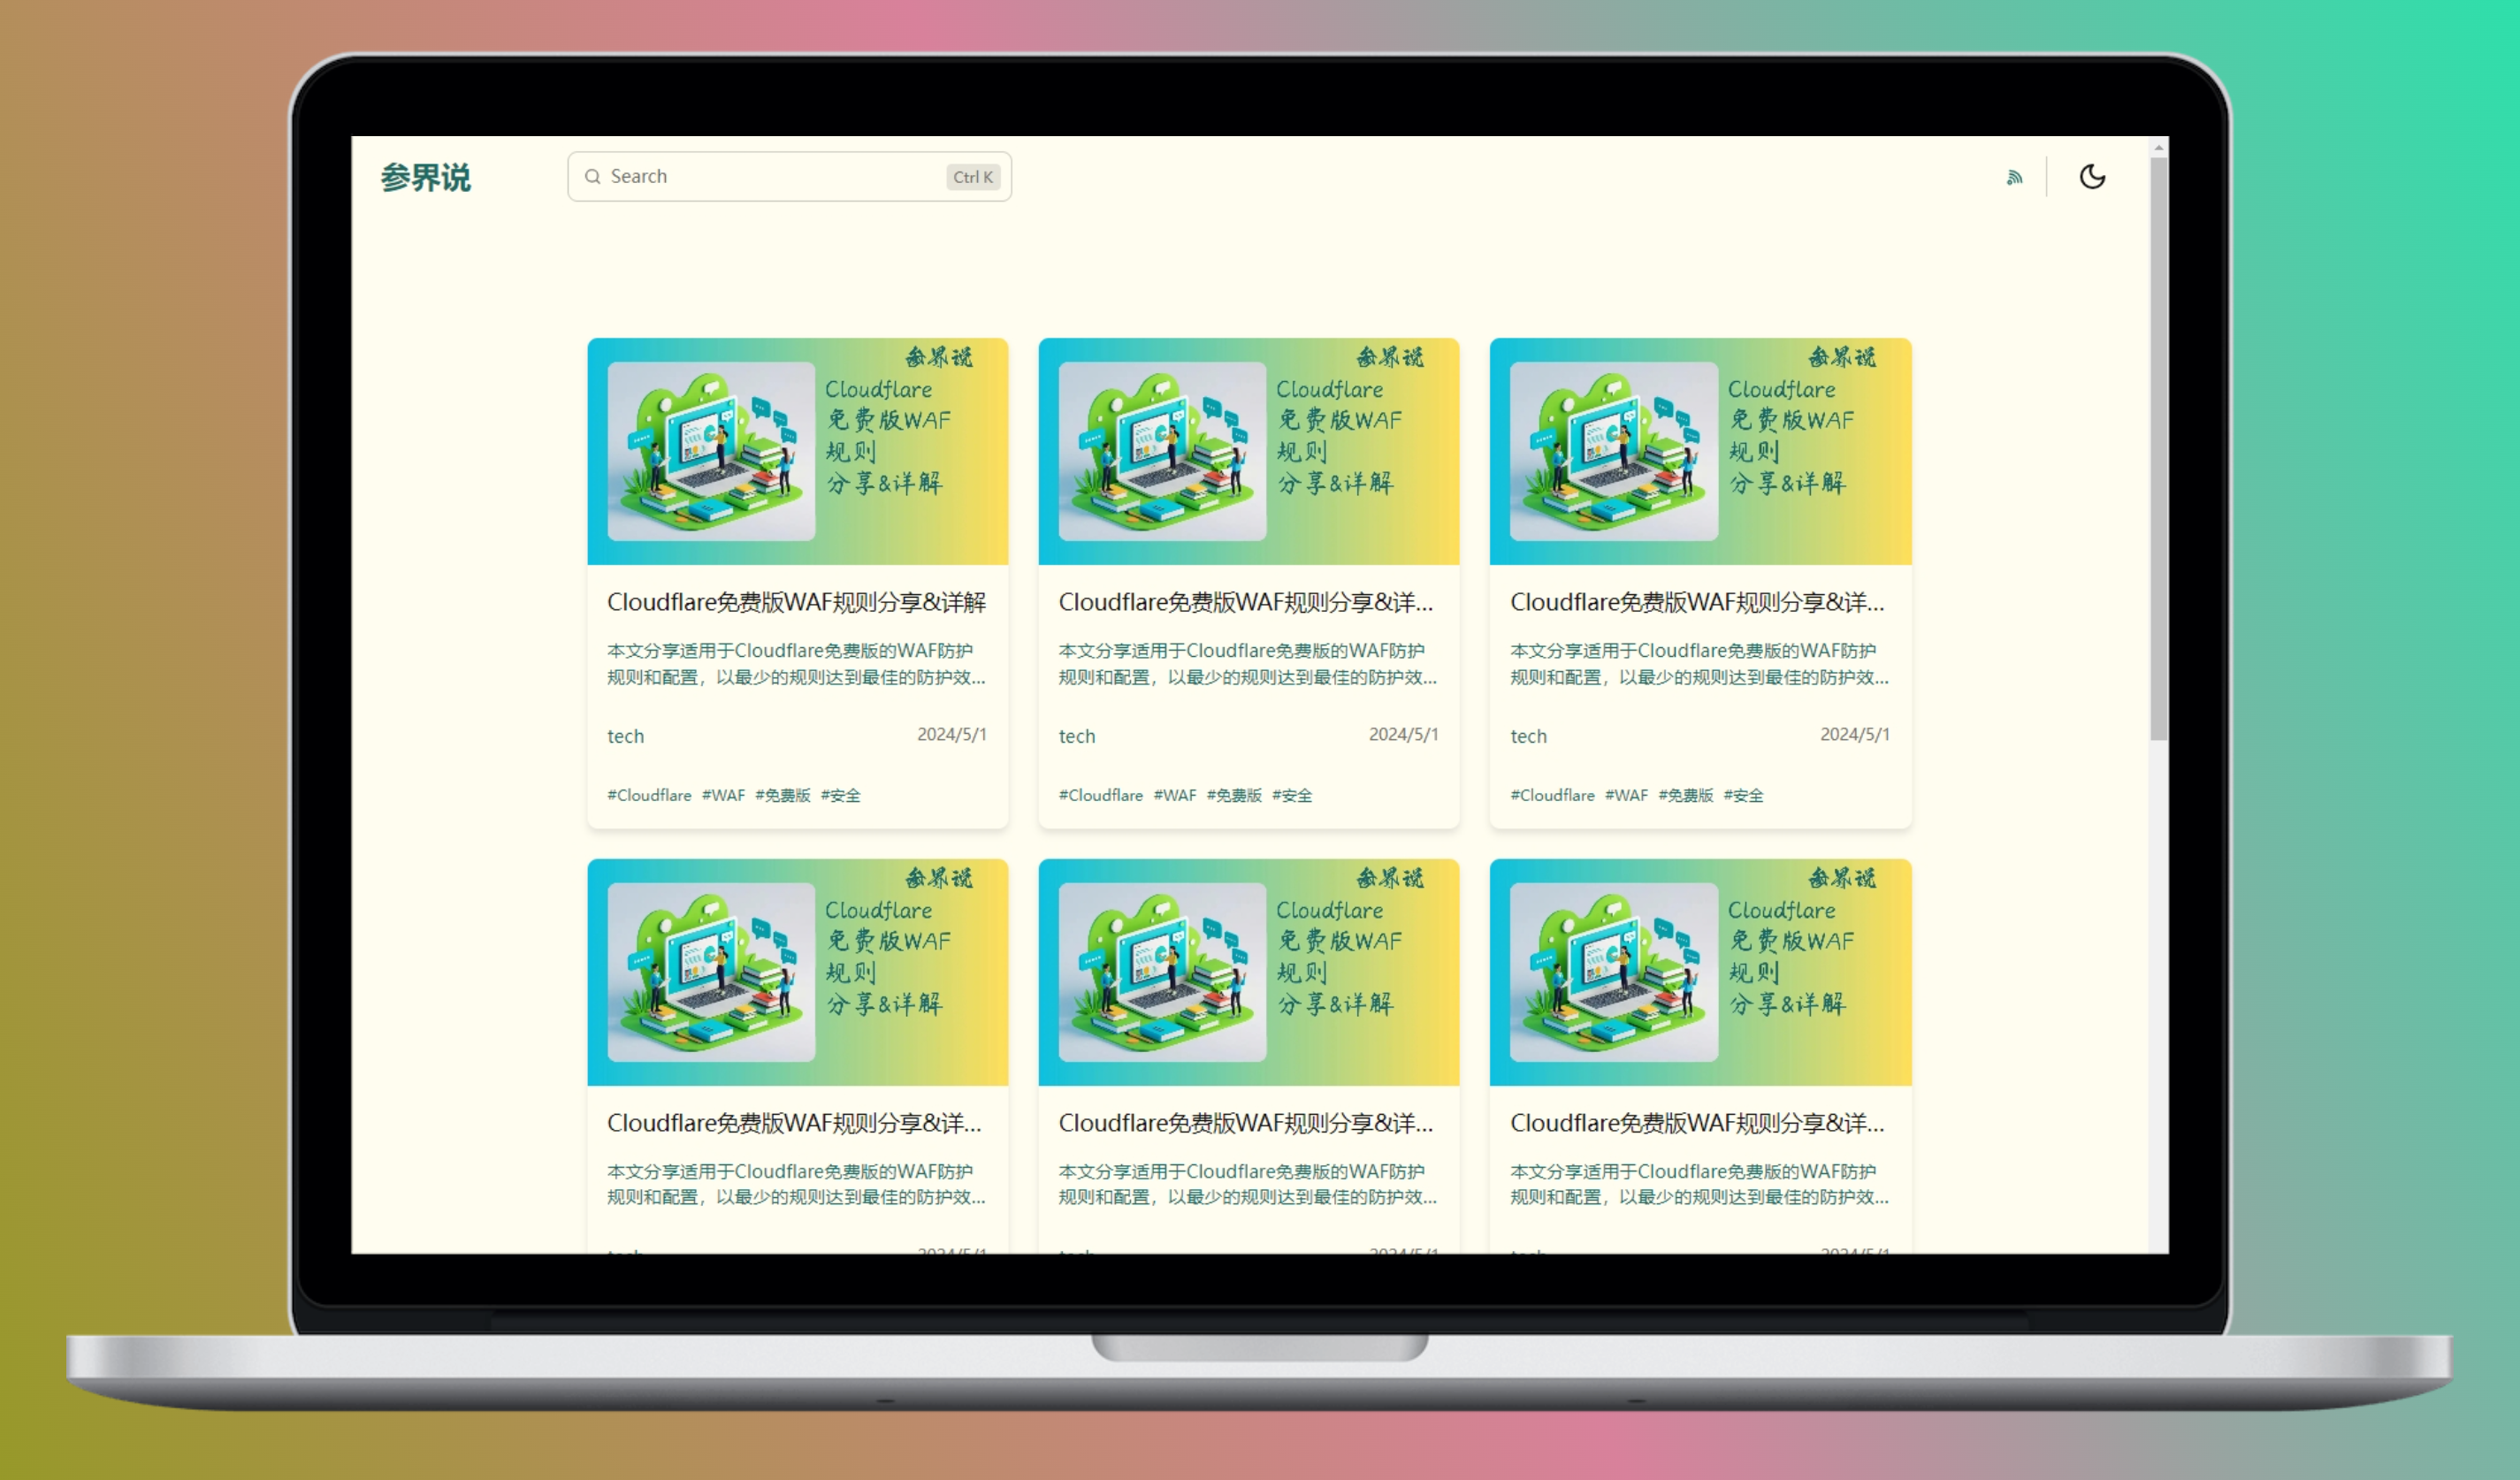 参界说
Search
Ctrl K
参界说
Cloudflare
免费版WAF
规则
分享&详解
Cloudflare免费版WAF规则分享&详解
本文分享适用于Cloudflare免费版的WAF防护
规则和配置，以最少的规则达到最佳的防护效...
tech
2024/5/1
#Cloudflare #WAF #免费版 #安全
参界说
Cloudflare
免费版WAF
规则
分享&详解
Cloudflare免费版WAF规则分享&详...
本文分享适用于Cloudflare免费版的WAF防护
规则和配置，以最少的规则达到最佳的防护效...
tech
2024/5/1
#Cloudflare #WAF #免费版 #安全
参界说
Cloudflare
免费版WAF
规则
分享&详解
Cloudflare免费版WAF规则分享&详...
本文分享适用于Cloudflare免费版的WAF防护
规则和配置，以最少的规则达到最佳的防护效...
tech
2024/5/1
#Cloudflare #WAF #免费版 #安全
参界说
Cloudflare
免费版WAF
规则
分享&详解
Cloudflare免费版WAF规则分享&详...
本文分享适用于Cloudflare免费版的WAF防护
规则和配置，以最少的规则达到最佳的防护效...
tech
2024/5/1
参界说
Cloudflare
免费版WAF
规则
分享&详解
Cloudflare免费版WAF规则分享&详...
本文分享适用于Cloudflare免费版的WAF防护
规则和配置，以最少的规则达到最佳的防护效...
tech
2024/5/1
参界说
Cloudflare
免费版WAF
规则
分享&详解
Cloudflare免费版WAF规则分享&详...
本文分享适用于Cloudflare免费版的WAF防护
规则和配置，以最少的规则达到最佳的防护效...
tech
2024/5/1